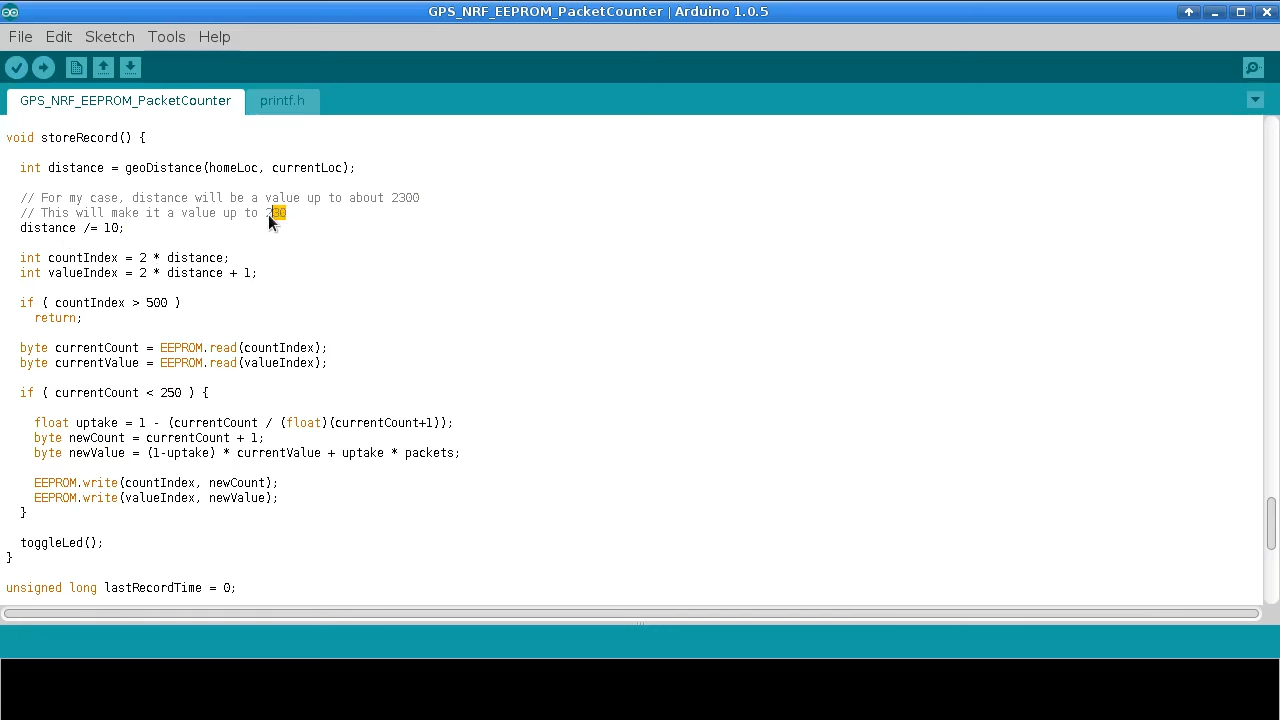 GPS_NRF_EEPROM_PacketCounter | Arduino 1.0.5
File Edit Sketch Tools Help
GPS_NRF_EEPROM_PacketCounter printf.h
void storeRecord() {
int distance = geoDistance(homeLoc, currentLoc);
// For my case, distance will be a value up to about 2300
// This will make it a value up to 230
distance /= 10;
int countIndex = 2 * distance;
int valueIndex = 2 * distance + 1;
if ( countIndex > 500 )
return;
byte currentCount = EEPROM.read(countIndex);
byte currentValue = EEPROM.read(valueIndex);
if ( currentCount < 250 ) {
float uptake = 1 - (currentCount / (float)(currentCount+1));
byte newCount = currentCount + 1;
byte newValue = (1-uptake) * currentValue + uptake * packets;
EEPROM.write(countIndex, newCount);
EEPROM.write(valueIndex, newValue);
}
toggleLed();
}
unsigned long lastRecordTime = 0;